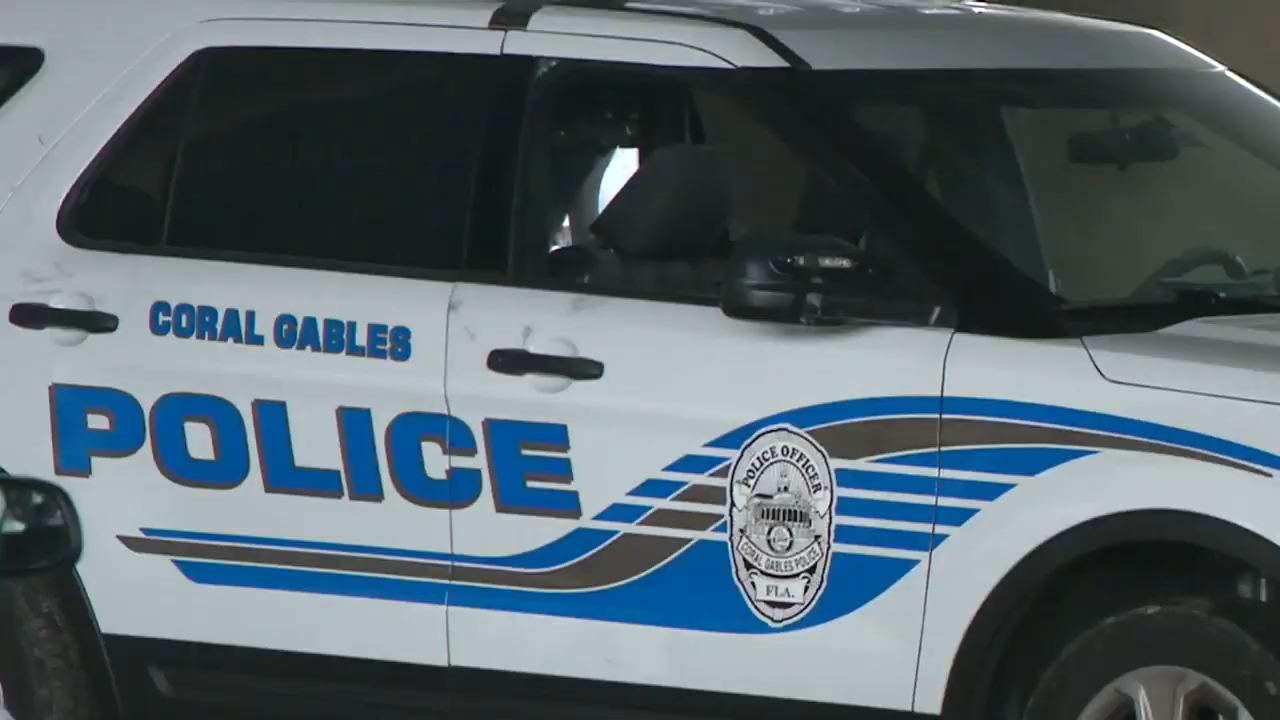 CORAL GABLES
POLICE
POLICE OFFICER
CORAL GABLES POLICE
FLA.